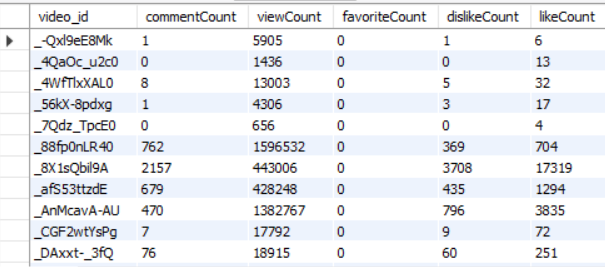 video_id commentCount viewCount favoriteCount dislikeCount likeCount
_-Qxl9eE8Mk 1 5905 0 1 6
_4QaOc_u2c0 0 1436 0 0 13
_4WfTlxXAL0 8 13003 0 5 32
_56kX-8pdxg 1 4306 0 3 17
_7Qdz_TpcE0 0 656 0 0 4
_88fp0nLR40 762 1596532 0 369 704
_8X1sQbil9A 2157 443006 0 3708 17319
_afS53ttzdE 679 428248 0 435 1294
_AnMcavA-AU 470 1382767 0 796 3835
_CGF2wtYsPg 7 17792 0 9 72
_DAxxt-_3fQ 76 18915 0 60 251